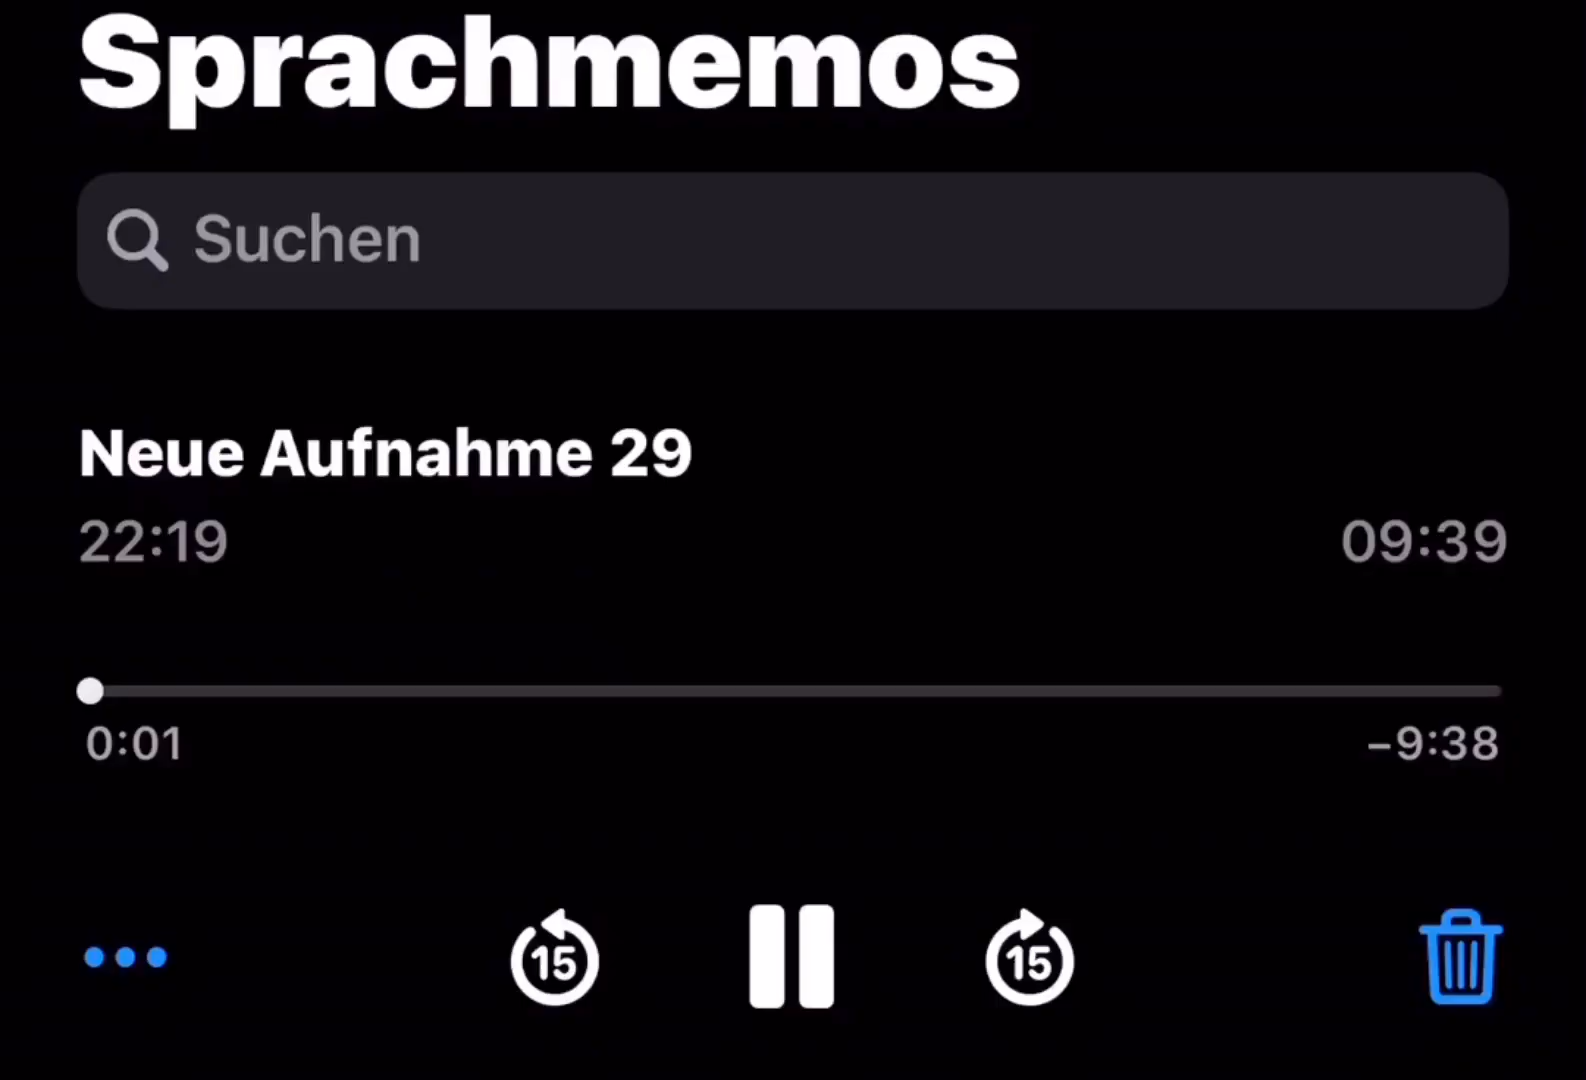 Sprachmemos
Suchen
Neue Aufnahme 29
22:19 09:39
0:01 –9:38
15 15